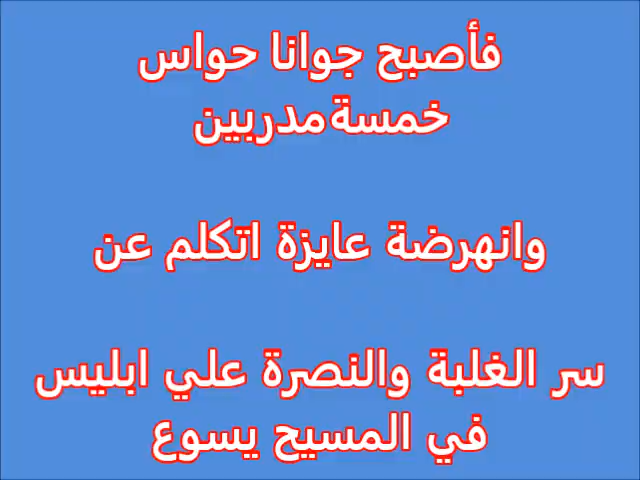 فأصبح جوانا حواس
خمسةمدربين
وانهرضة عايزة اتكلم عن
سر الغلبة والنصرة علي ابليس
في المسيح يسوع